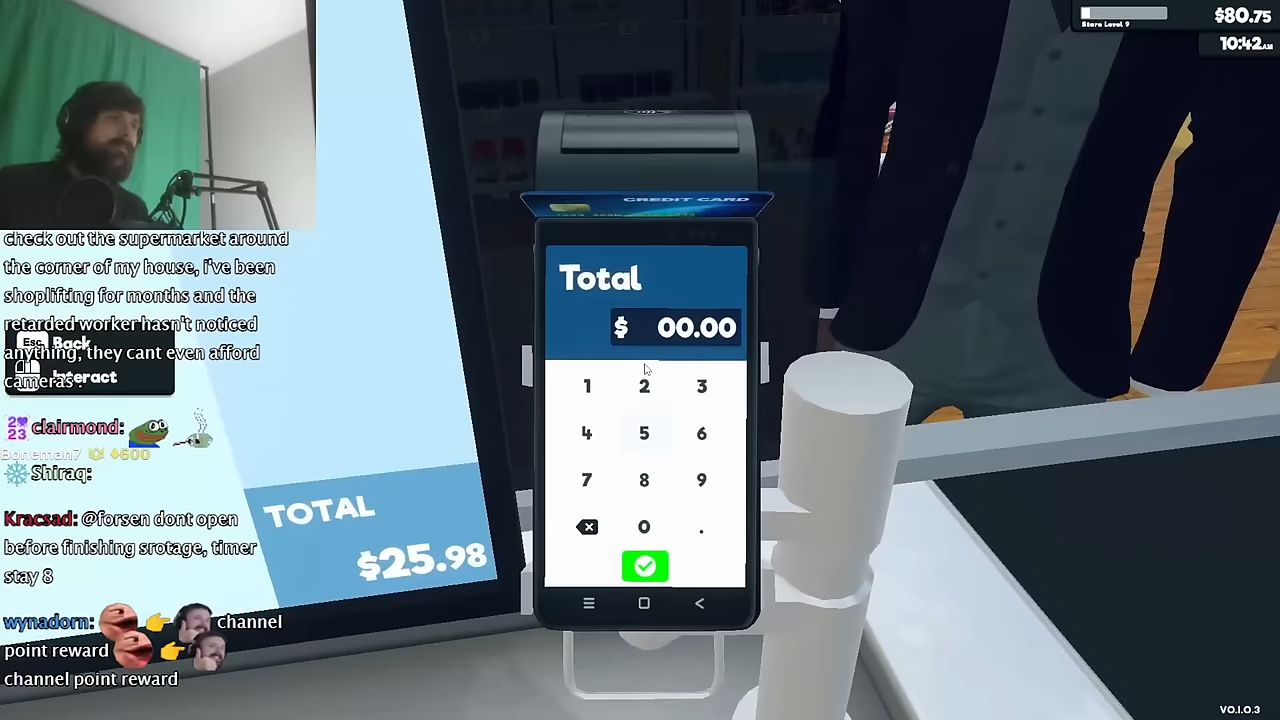 $80.75
Store Level 9
10:42AM
CREDIT CARD
check out the supermarket around
the corner of my house, i've been
shoplifting for months and the
retarded worker hasn't noticed
anything, they cant even afford
cameras
Esc Back
Interact
clairmond:
Boneman7 +600
Shiraq:
Kracsad: @forsen dont open
before finishing srotage, timer
stay 8
wynadorn: channel
point reward
channel point reward
Total
$ 00.00
1 2 3
4 5 6
7 8 9
0 .
TOTAL
$25.98
V0.1.0.3